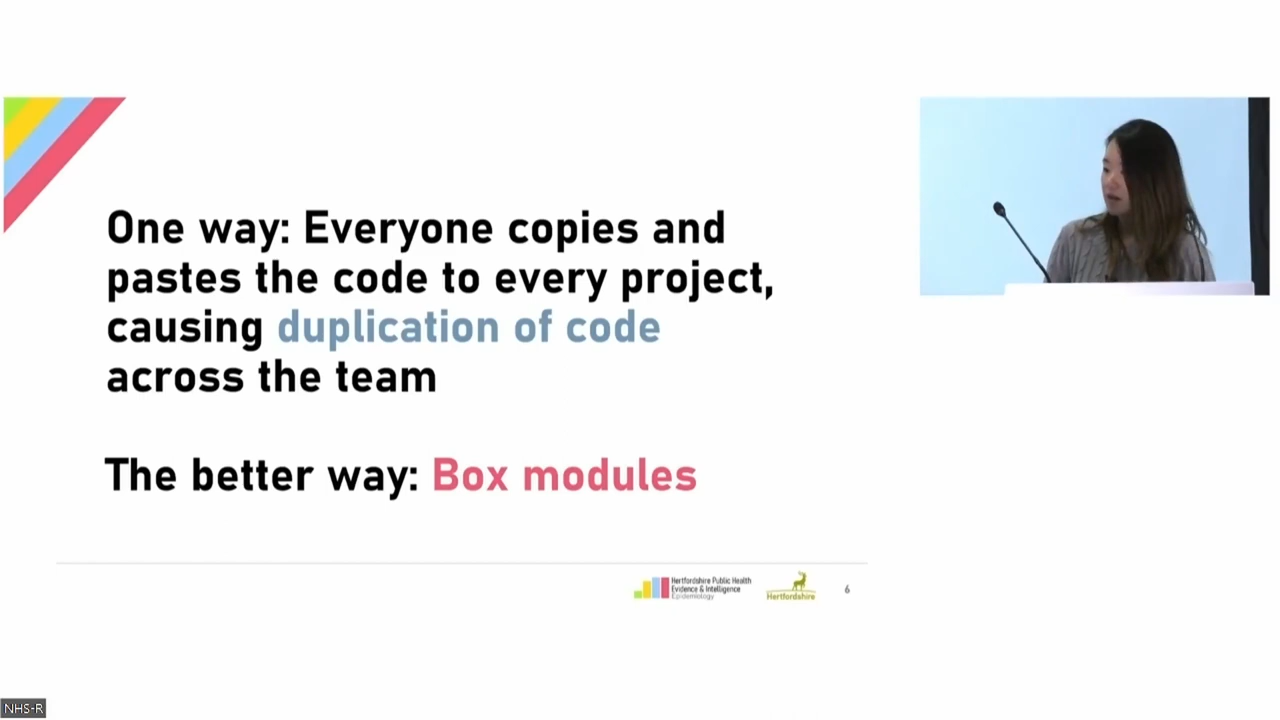 One way: Everyone copies and
pastes the code to every project,
causing duplication of code
across the team
The better way: Box modules
Hertfordshire Public Health
Evidence & Intelligence
Epidemiology
Hertfordshire
6
NHS-R